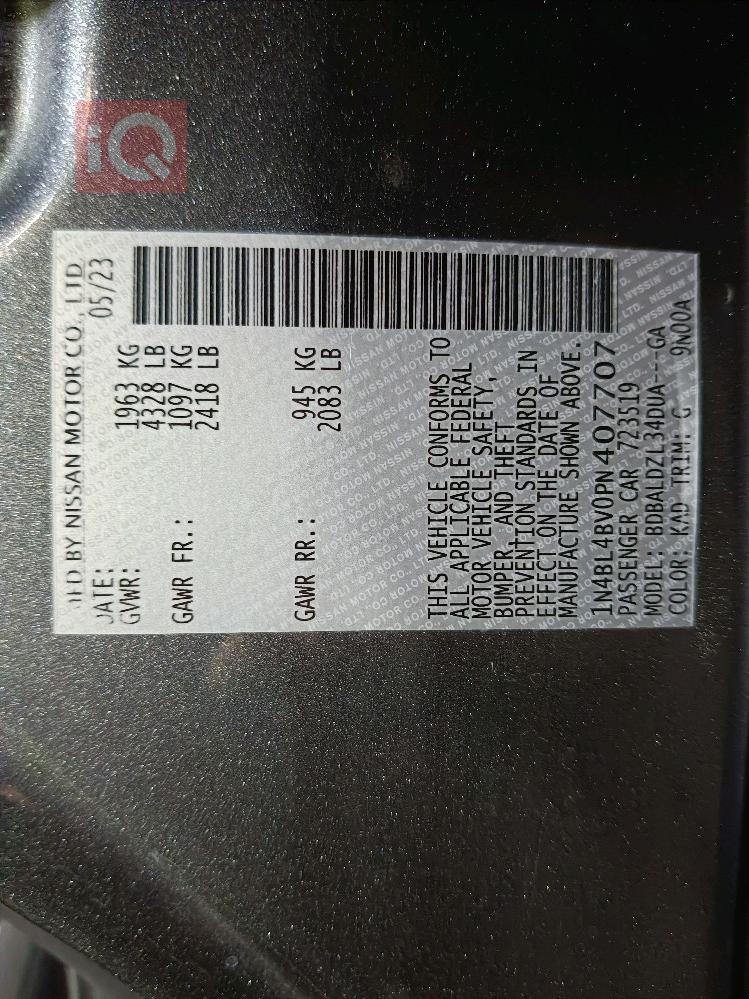 iQ
MFD BY NISSAN MOTOR CO., LTD
DATE: 05/23
GVWR: 1963 KG
4328 LB
GAWR FR.: 1097 KG
2418 LB
GAWR RR.: 945 KG
2083 LB
THIS VEHICLE CONFORMS TO
ALL APPLICABLE FEDERAL
MOTOR VEHICLE SAFETY,
BUMPER, AND THEFT
PREVENTION STANDARDS IN
EFFECT ON THE DATE OF
MANUFACTURE SHOWN ABOVE.
1N4BL4BV0PN407707
PASSENGER CAR 723519
MODEL: BDBALDZL34DUA---GA
COLOR: KAD TRIM: G 9N00A